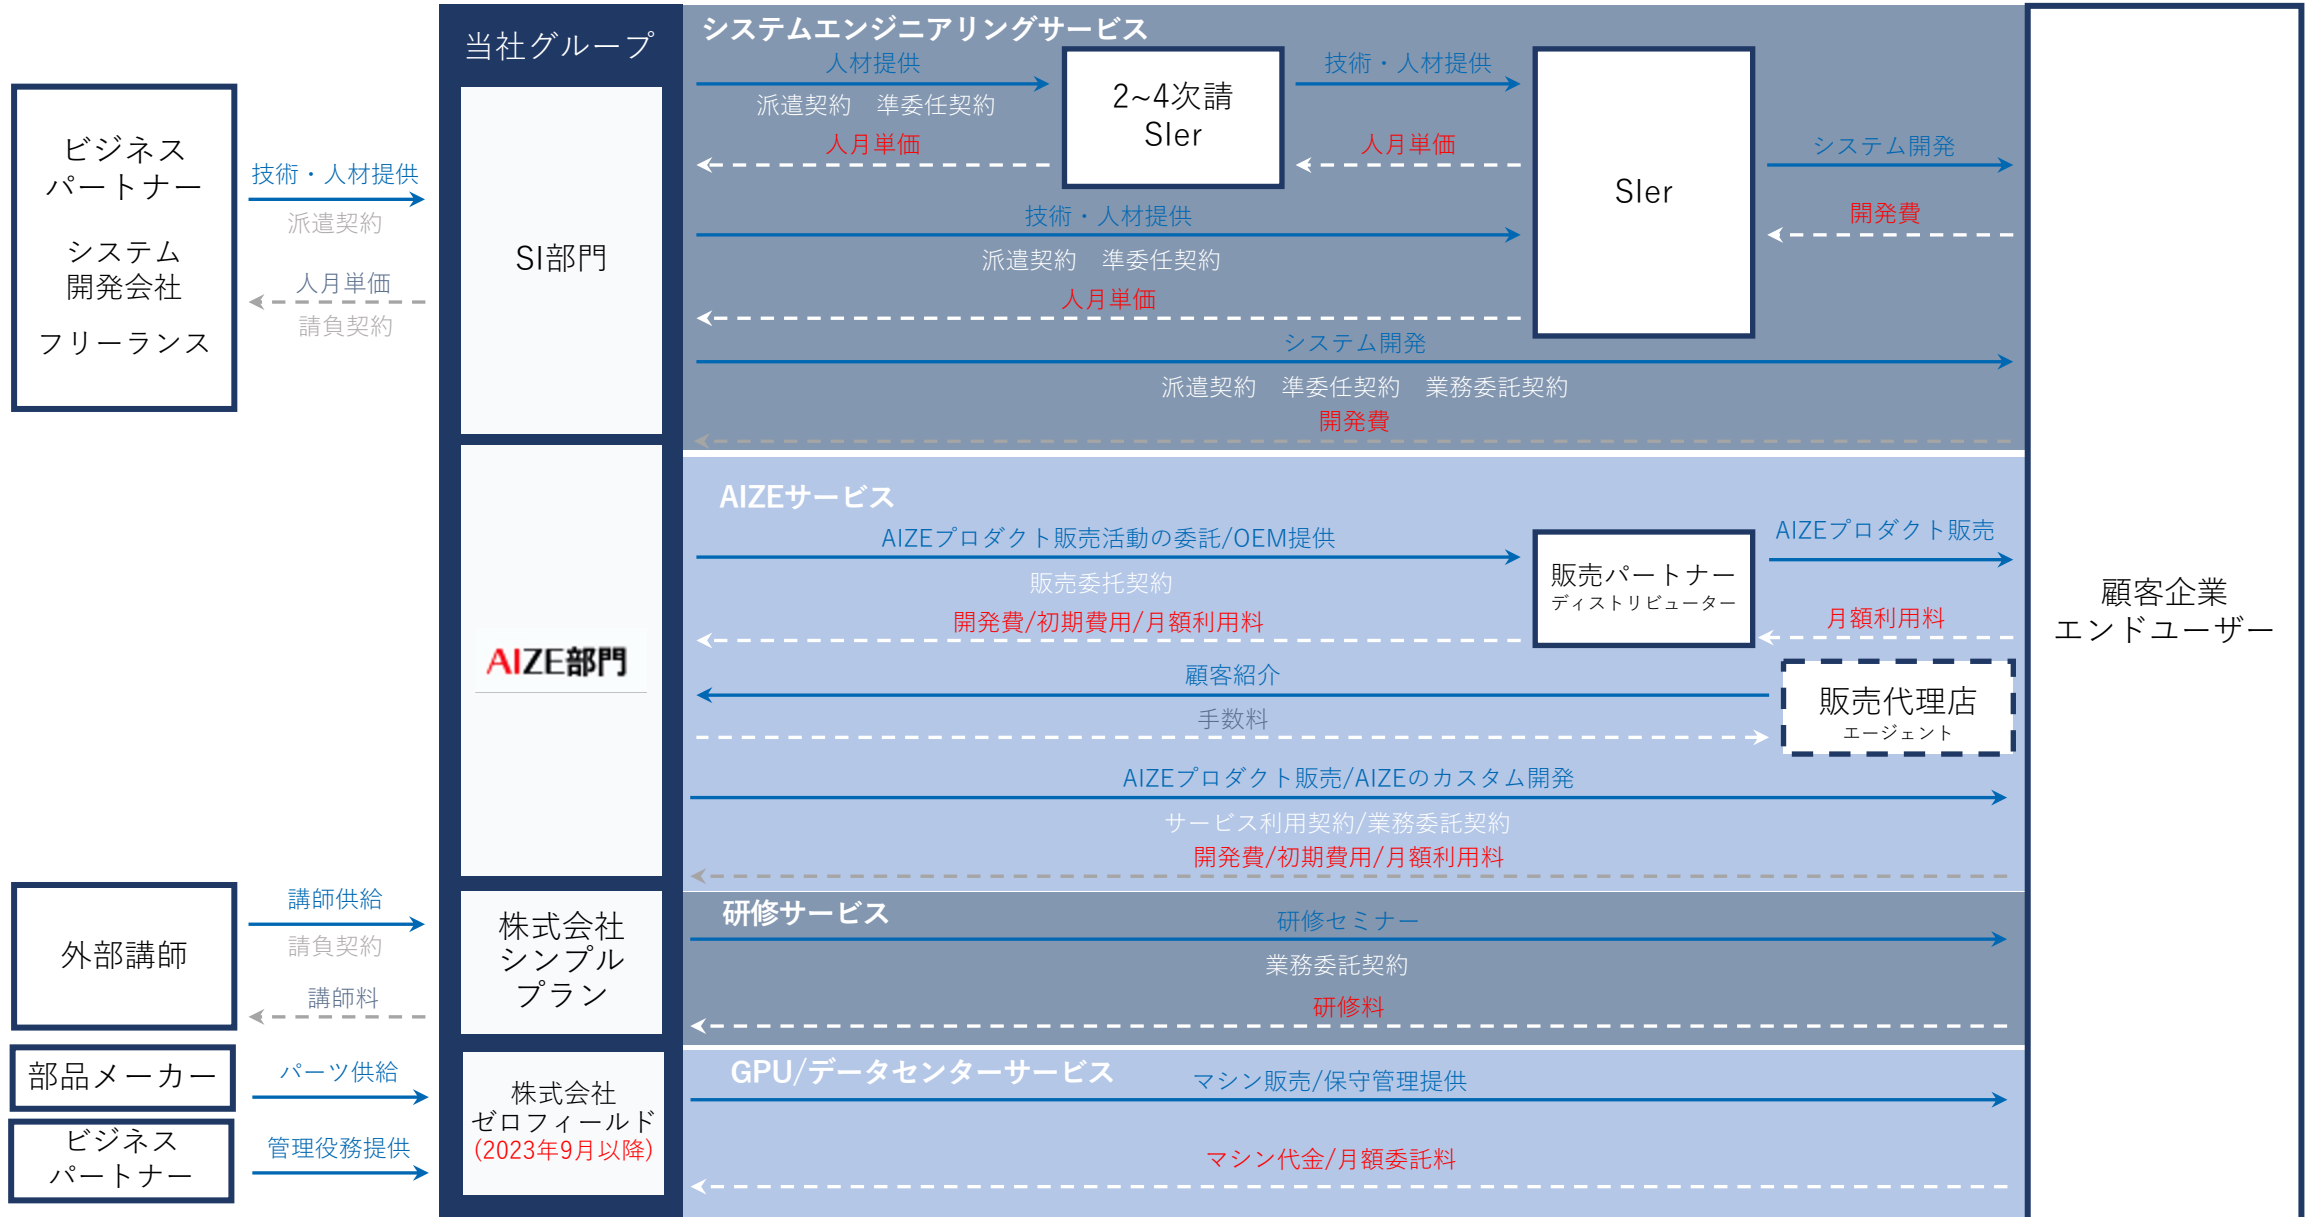 当社グループ
システムエンジニアリングサービス
人材提供
派遣契約　準委任契約
人月単価
2~4次請
SIer
技術・人材提供
人月単価
SIer
システム開発
開発費
技術・人材提供
派遣契約　準委任契約
人月単価
システム開発
派遣契約　準委任契約　業務委託契約
開発費
ビジネス
パートナー
システム
開発会社
フリーランス
技術・人材提供
派遣契約
人月単価
請負契約
SI部門
AIZEサービス
AIZEプロダクト販売活動の委託/OEM提供
販売委托契約
開発費/初期費用/月額利用料
販売パートナー
ディストリビューター
AIZEプロダクト販売
月額利用料
顧客紹介
手数料
販売代理店
エージェント
AIZEプロダクト販売/AIZEのカスタム開発
サービス利用契約/業務委託契約
開発費/初期費用/月額利用料
AIZE部門
顧客企業
エンドユーザー
外部講師
講師供給
請負契約
講師料
株式会社
シンプル
プラン
研修サービス
研修セミナー
業務委託契約
研修料
部品メーカー
パーツ供給
ビジネス
パートナー
管理役務提供
株式会社
ゼロフィールド
(2023年9月以降)
GPU/データセンターサービス
マシン販売/保守管理提供
マシン代金/月額委託料